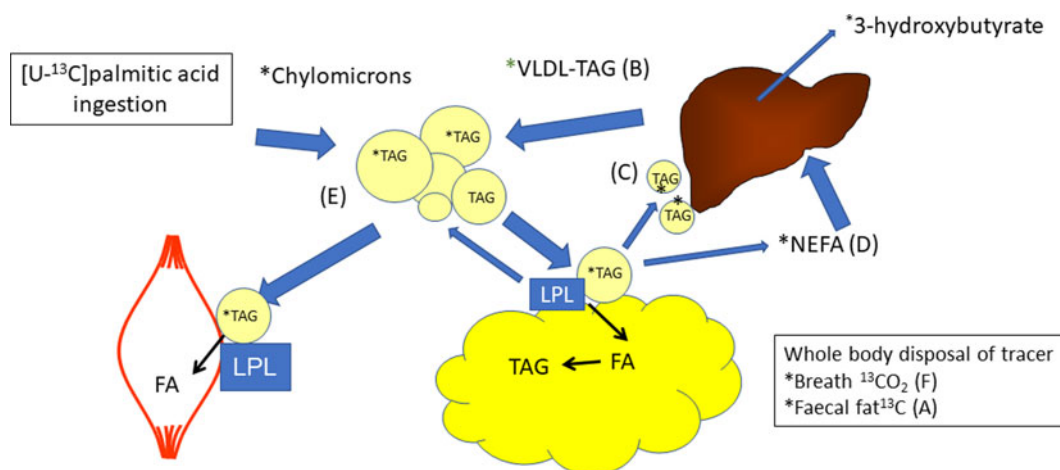 *3-hydroxybutyrate
[U-¹³C]palmitic acid
ingestion
*Chylomicrons
*VLDL-TAG (B)
*TAG
*TAG
TAG
(E)
(C)
TAG
*
*
TAG
*NEFA (D)
*TAG
LPL
*TAG
LPL
FA
TAG
FA
Whole body disposal of tracer
*Breath ¹³CO₂ (F)
*Faecal fat¹³C (A)